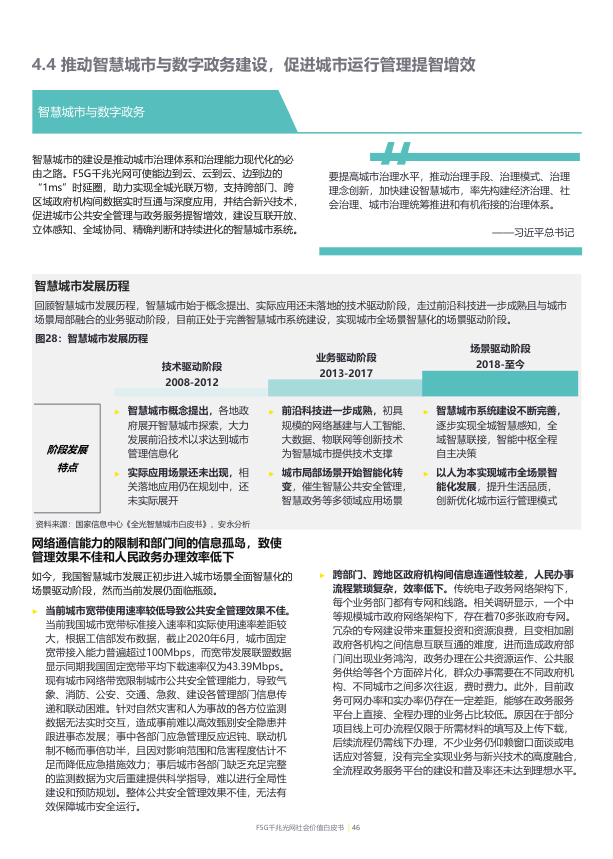 4.4 推动智慧城市与数字政务建设，促进城市运行管理提智增效
智慧城市与数字政务
智慧城市的建设是推动城市治理体系和治理能力现代化的必
由之路。F5G千兆光网可使能边到云、云到云、边到边的
“1ms”时延圈，助力实现全城光联万物，支持跨部门、跨
区域政府机构间数据实时互通与深度应用，并结合新兴技术，
促进城市公共安全管理与政务服务提智增效，建设互联开放、
立体感知、全域协同、精确判断和持续进化的智慧城市系统。
要提高城市治理水平，推动治理手段、治理模式、治理
理念创新，加快建设智慧城市，率先构建经济治理、社
会治理、城市治理统筹推进和有机衔接的治理体系。
——习近平总书记
智慧城市发展历程
回顾智慧城市发展历程，智慧城市始于概念提出、实际应用还未落地的技术驱动阶段，走过前沿科技进一步成熟且与城市
场景局部融合的业务驱动阶段，目前正处于完善智慧城市系统建设，实现城市全场景智慧化的场景驱动阶段。
图28：智慧城市发展历程
技术驱动阶段
2008-2012
业务驱动阶段
2013-2017
场景驱动阶段
2018-至今
阶段发展
特点
► 智慧城市概念提出，各地政
府展开智慧城市探索，大力
发展前沿技术以求达到城市
管理信息化
► 实际应用场景还未出现，相
关落地应用仍在规划中，还
未实际展开
► 前沿科技进一步成熟，初具
规模的网络基建与人工智能、
大数据、物联网等创新技术
为智慧城市提供技术支撑
► 城市局部场景开始智能化转
变，催生智慧公共安全管理，
智慧政务等多领域应用场景
► 智慧城市系统建设不断完善，
逐步实现全城智慧感知，全
域智慧联接，智能中枢全程
自主决策
► 以人为本实现城市全场景智
能化发展，提升生活品质，
创新优化城市运行管理模式
资料来源：国家信息中心《全光智慧城市白皮书》，安永分析
网络通信能力的限制和部门间的信息孤岛，致使
管理效果不佳和人民政务办理效率低下
如今，我国智慧城市发展正初步进入城市场景全面智慧化的
场景驱动阶段，然而当前发展仍面临瓶颈。
► 当前城市宽带使用速率较低导致公共安全管理效果不佳。
当前我国城市宽带标准接入速率和实际使用速率差距较
大，根据工信部发布数据，截止2020年6月，城市固定
宽带接入能力普遍超过100Mbps，而宽带发展联盟数据
显示同期我国固定宽带平均下载速率仅为43.39Mbps。
现有城市网络带宽限制城市公共安全管理能力，导致气
象、消防、公安、交通、急救、建设各管理部门信息传
递和联动困难。针对自然灾害和人为事故的各方位监测
数据无法实时交互，造成事前难以高效甄别安全隐患并
跟进事态发展；事中各部门应急管理反应迟钝、联动机
制不畅而事倍功半，且因对影响范围和危害程度估计不
足而降低应急措施效力；事后城市各部门缺乏充足完整
的监测数据为灾后重建提供科学指导，难以进行全局性
建设和预防规划。整体公共安全管理效果不佳，无法有
效保障城市安全运行。
► 跨部门、跨地区政府机构间信息连通性较差，人民办事
流程繁琐复杂，效率低下。传统电子政务网络架构下，
每个业务部门都有专网和线路。相关调研显示，一个中
等规模城市政府网络架构下，存在着70多张政府专网。
冗杂的专网建设带来重复投资和资源浪费，且变相加剧
政府各机构之间信息互联互通的难度，进而造成政府部
门间出现业务鸿沟，政务办理在公共资源运作、公共服
务供给等各个方面碎片化，群众办事需要在不同政府机
构、不同城市之间多次往返，费时费力。此外，目前政
务可网办率和实办率仍存在一定差距，能够在政务服务
平台上直接、全程办理的业务占比较低。原因在于部分
项目线上可办流程仅限于所需材料的填写及上传下载，
后续流程仍需线下办理，不少业务仍仰赖窗口面谈或电
话应对答复，没有完全实现业务与新兴技术的高度融合，
全流程政务服务平台的建设和普及率还未达到理想水平。
F5G千兆光网社会价值白皮书 | 46